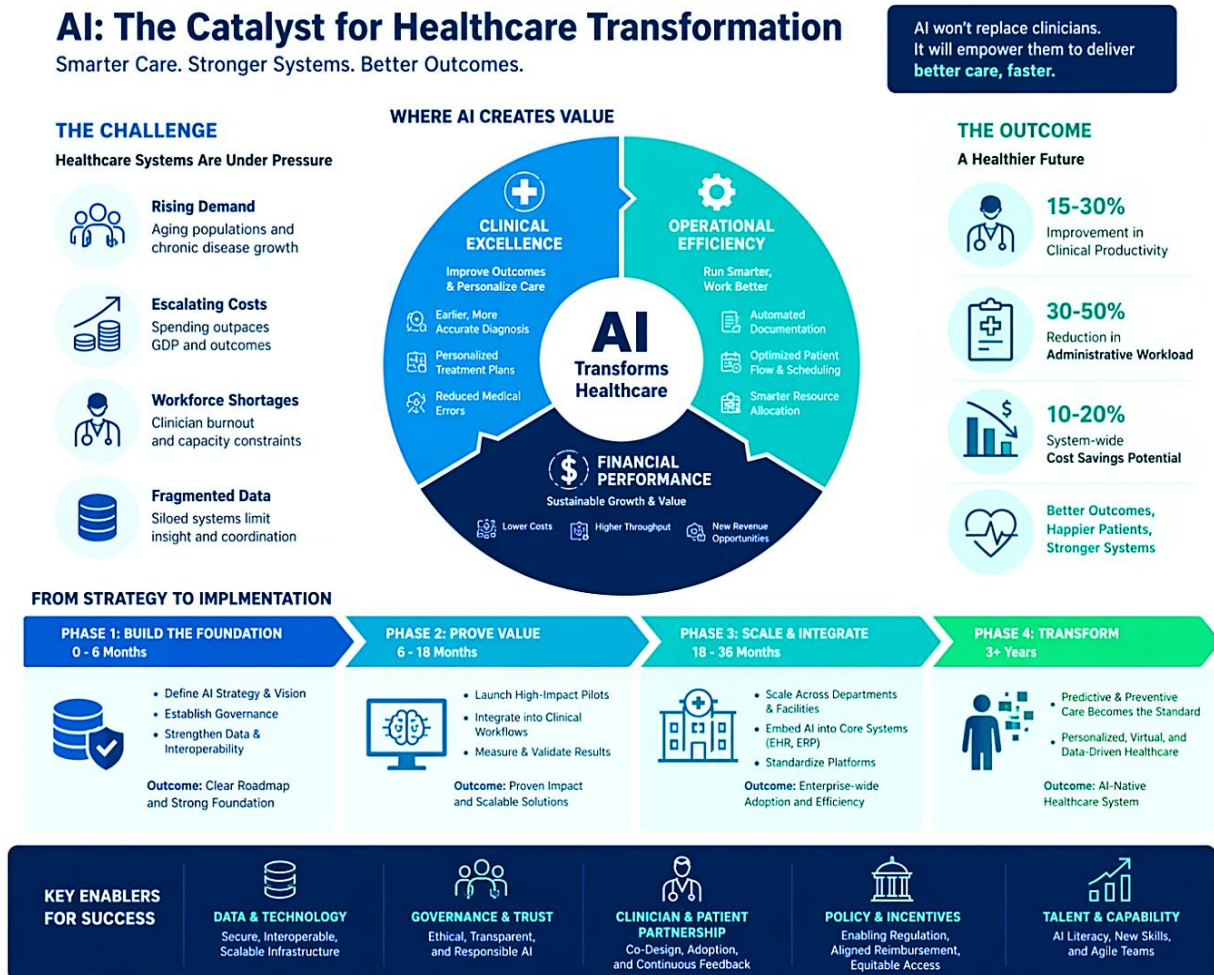 AI: The Catalyst for Healthcare Transformation
Smarter Care. Stronger Systems. Better Outcomes.
AI won't replace clinicians.
It will empower them to deliver
better care, faster.
THE CHALLENGE
Healthcare Systems Are Under Pressure
Rising Demand
Aging populations and
chronic disease growth
Escalating Costs
Spending outpaces
GDP and outcomes
Workforce Shortages
Clinician burnout
and capacity constraints
Fragmented Data
Siloed systems limit
insight and coordination
WHERE AI CREATES VALUE
CLINICAL
EXCELLENCE
Improve Outcomes
& Personalize Care
Earlier, More
Accurate Diagnosis
Personalized
Treatment Plans
Reduced Medical
Errors
OPERATIONAL
EFFICIENCY
Run Smarter,
Work Better
Automated
Documentation
Optimized Patient
Flow & Scheduling
Smarter Resource
Allocation
AI
Transforms
Healthcare
$
FINANCIAL
PERFORMANCE
Sustainable Growth & Value
Lower Costs
Higher Throughput
New Revenue
Opportunities
THE OUTCOME
A Healthier Future
15-30%
Improvement in
Clinical Productivity
30-50%
Reduction in
Administrative Workload
$
10-20%
System-wide
Cost Savings Potential
Better Outcomes,
Happier Patients,
Stronger Systems
FROM STRATEGY TO IMPLMENTATION
PHASE 1: BUILD THE FOUNDATION
0 - 6 Months
Define AI Strategy & Vision
Establish Governance
Strengthen Data &
Interoperability
Outcome: Clear Roadmap
and Strong Foundation
PHASE 2: PROVE VALUE
6 - 18 Months
Launch High-Impact Pilots
Integrate into Clinical
Workflows
Measure & Validate Results
Outcome: Proven Impact
and Scalable Solutions
PHASE 3: SCALE & INTEGRATE
18 - 36 Months
Scale Across Departments
& Facilities
Embed AI into Core Systems
(EHR, ERP)
Standardize Platforms
Outcome: Enterprise-wide
Adoption and Efficiency
PHASE 4: TRANSFORM
3+ Years
Predictive & Preventive
Care Becomes the Standard
Personalized, Virtual, and
Data-Driven Healthcare
Outcome: AI-Native
Healthcare System
KEY ENABLERS
FOR SUCCESS
DATA & TECHNOLOGY
Secure, Interoperable,
Scalable Infrastructure
GOVERNANCE & TRUST
Ethical, Transparent,
and Responsible AI
CLINICIAN & PATIENT
PARTNERSHIP
Co-Design, Adoption,
and Continuous Feedback
POLICY & INCENTIVES
Enabling Regulation,
Aligned Reimbursement,
Equitable Access
TALENT & CAPABILITY
AI Literacy, New Skills,
and Agile Teams